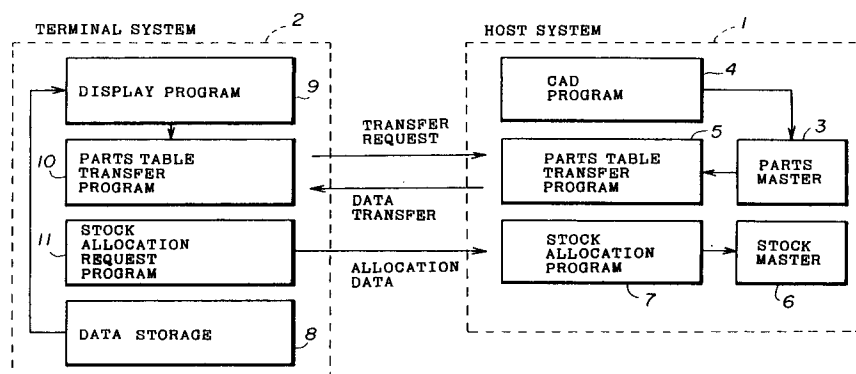 TERMINAL SYSTEM
2
DISPLAY PROGRAM
9
10
PARTS TABLE
TRANSFER
PROGRAM
11
STOCK
ALLOCATION
REQUEST
PROGRAM
DATA STORAGE
8
TRANSFER
REQUEST
DATA
TRANSFER
ALLOCATION
DATA
HOST SYSTEM
1
CAD
PROGRAM
4
PARTS TABLE
TRANSFER
PROGRAM
5
PARTS
MASTER
3
STOCK
ALLOCATION
PROGRAM
7
STOCK
MASTER
6